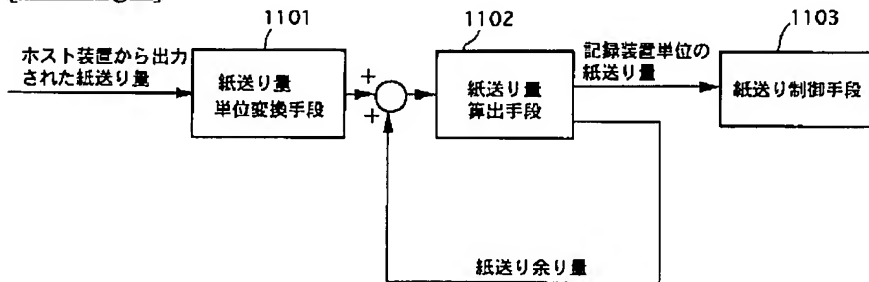 1101
1102
1103
ホスト装置から出力
された紙送り量
紙送り量
単位変換手段
+
+
紙送り量
算出手段
記録装置単位の
紙送り量
紙送り制御手段
紙送り余り量